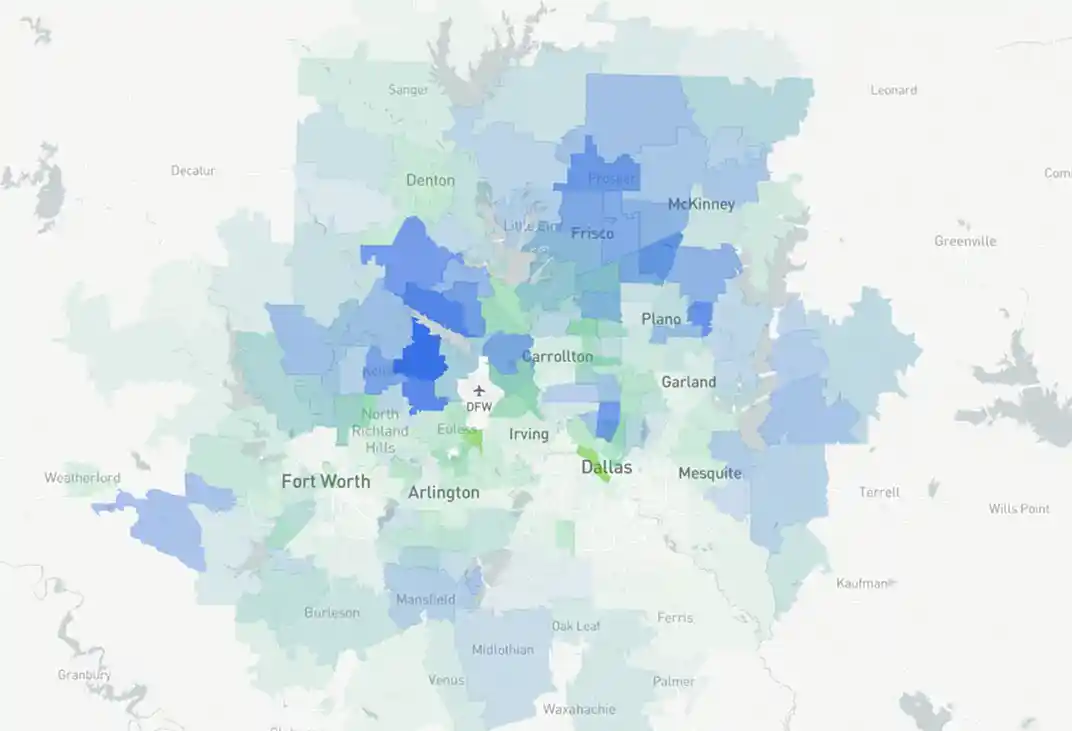 Sanger
Leonard
Decatur
Denton
Prosper
McKinney
Little Elm
Frisco
Greenville
Plano
Carrollton
Garland
DFW
North
Richland
Hills
Euless
Irving
Dallas
Mesquite
Weatherford
Fort Worth
Arlington
Terrell
Wills Point
Kaufman
Mansfield
Burleson
Oak Leaf
Ferris
Midlothian
Granbury
Venus
Palmer
Waxahachie